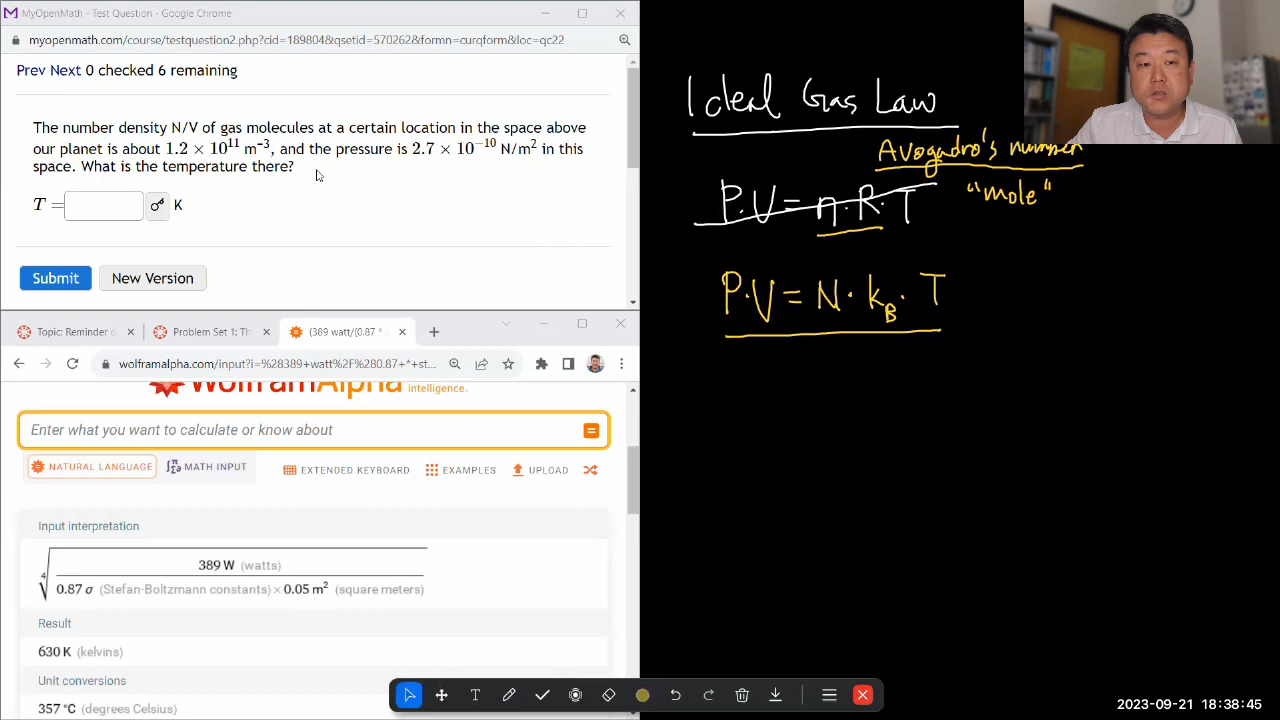 MyOpenMath - Test Question - Google Chrome
myopenmath.com/course/testquestion2.php?cid=189804&qsetid=570262&formn=curqform&loc=qc22
Prev Next 0 checked 6 remaining
The number density N/V of gas molecules at a certain location in the space above
our planet is about 1.2 × 10¹¹ m⁻³, and the pressure is 2.7 × 10⁻¹⁰ N/m² in this
space. What is the temperature there?
T = K
Submit New Version
Topic: Reminder Problem Set 1: Th (389 watt/(0.87 *
wolframalpha.com/input?i=%28389+watt%2F%280.87+*+st...
WolframAlpha computational intelligence.
Enter what you want to calculate or know about
NATURAL LANGUAGE MATH INPUT EXTENDED KEYBOARD EXAMPLES UPLOAD
Input interpretation
4
389 W (watts)
0.87 σ (Stefan-Boltzmann constants) × 0.05 m² (square meters)
Result
630 K (kelvins)
Unit conversions
357 °C (degrees Celsius)
Ideal Gas Law
Avogadro's number
"mole"
P·V = n·R·T
P·V = N·k_B·T
T
2023-09-21 18:38:45